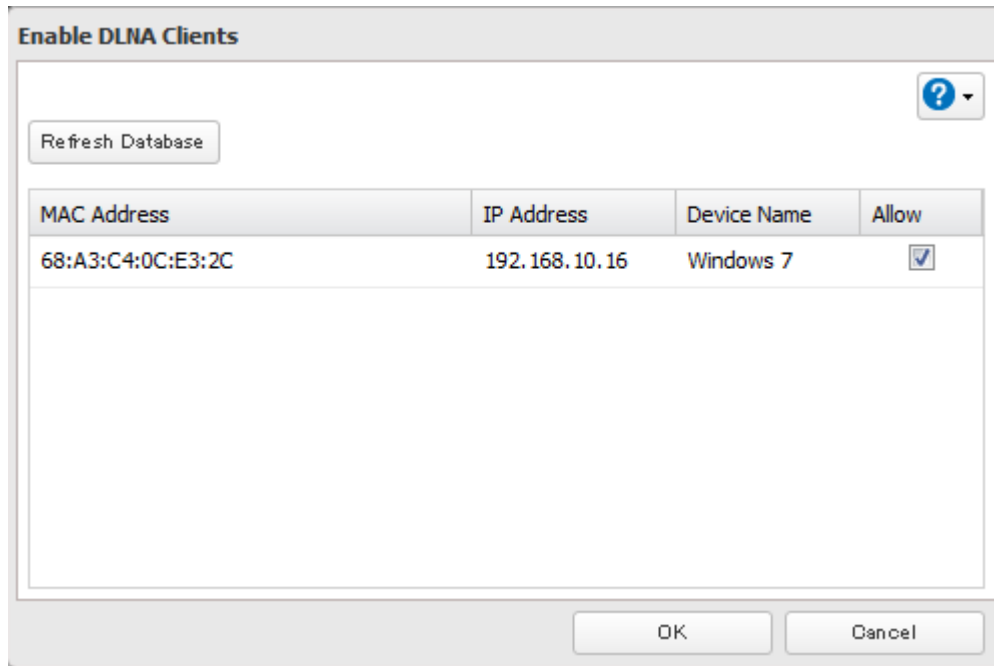 Enable DLNA Clients
?
Refresh Database
MAC Address IP Address Device Name Allow
68:A3:C4:0C:E3:2C 192.168.10.16 Windows 7
OK Cancel